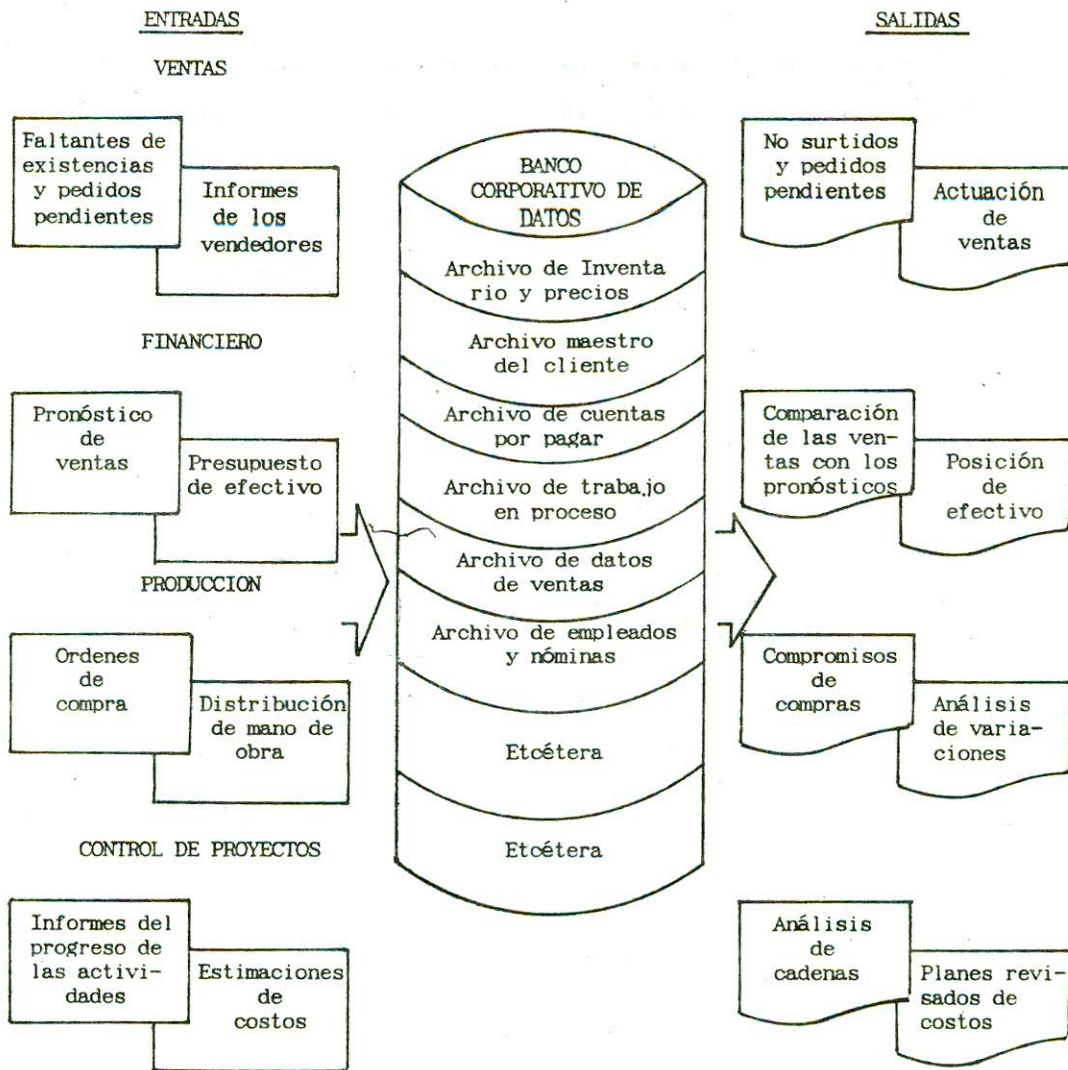 ENTRADAS
SALIDAS
VENTAS
Faltantes de
existencias
y pedidos
pendientes
Informes
de los
vendedores
BANCO
CORPORATIVO DE
DATOS
Archivo de Inventa
rio y precios
Archivo maestro
del cliente
Archivo de cuentas
por pagar
Archivo de trabajo
en proceso
Archivo de datos
de ventas
Archivo de empleados
y nóminas
Etcétera
Etcétera
No surtidos
y pedidos
pendientes
Actuación
de
ventas
FINANCIERO
Pronóstico
de
ventas
Presupuesto
de efectivo
Comparación
de las ven-
tas con los
pronósticos
Posición
de
efectivo
PRODUCCION
Ordenes
de
compra
Distribución
de mano de
obra
Compromisos
de
compras
Análisis
de varia-
ciones
CONTROL DE PROYECTOS
Informes del
progreso de
las activi-
dades
Estimaciones
de
costos
Análisis
de
cadenas
Planes revi-
sados de
costos